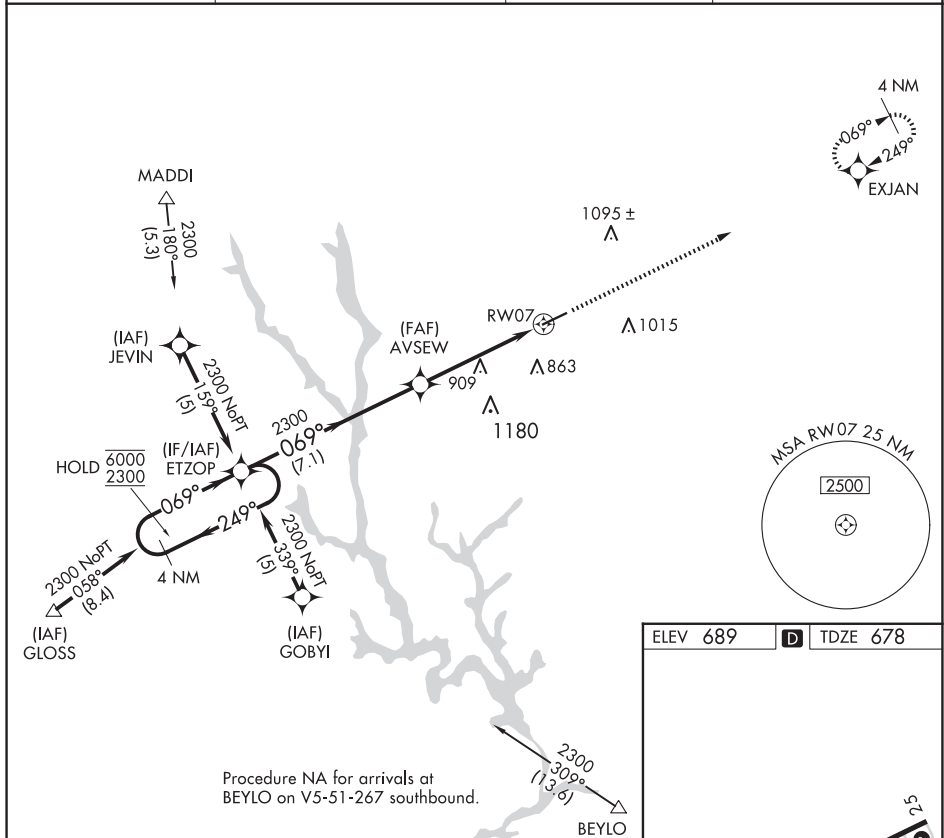 4 NM
069°
249°
EXJAN
MADDI
2300
180°
(5.3)
1095 ±
RW07
1015
(FAF)
AVSEW
(IAF)
JEVIN
909
863
2300 NoPT
159°
(5)
2300
069°
(7.1)
1180
(IF/IAF)
ETZOP
HOLD 6000
2300
069°
249°
MSA RW07 25 NM
2500
2300 NoPT
058°
(8.4)
4 NM
2300 NoPT
339°
(5)
(IAF)
GLOSS
(IAF)
GOBYI
ELEV 689 D TDZE 678
2300
309°
(13.6)
Procedure NA for arrivals at
BEYLO on V5-51-267 southbound.
BEYLO
25